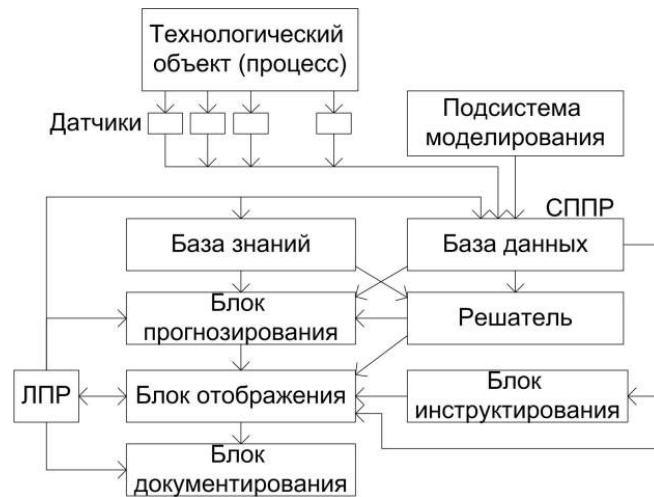 Технологический
объект (процесс)
Датчики
Подсистема
моделирования
СППР
База знаний
База данных
Блок
прогнозирования
Решатель
ЛПР
Блок отображения
Блок
инструктирования
Блок
документирования